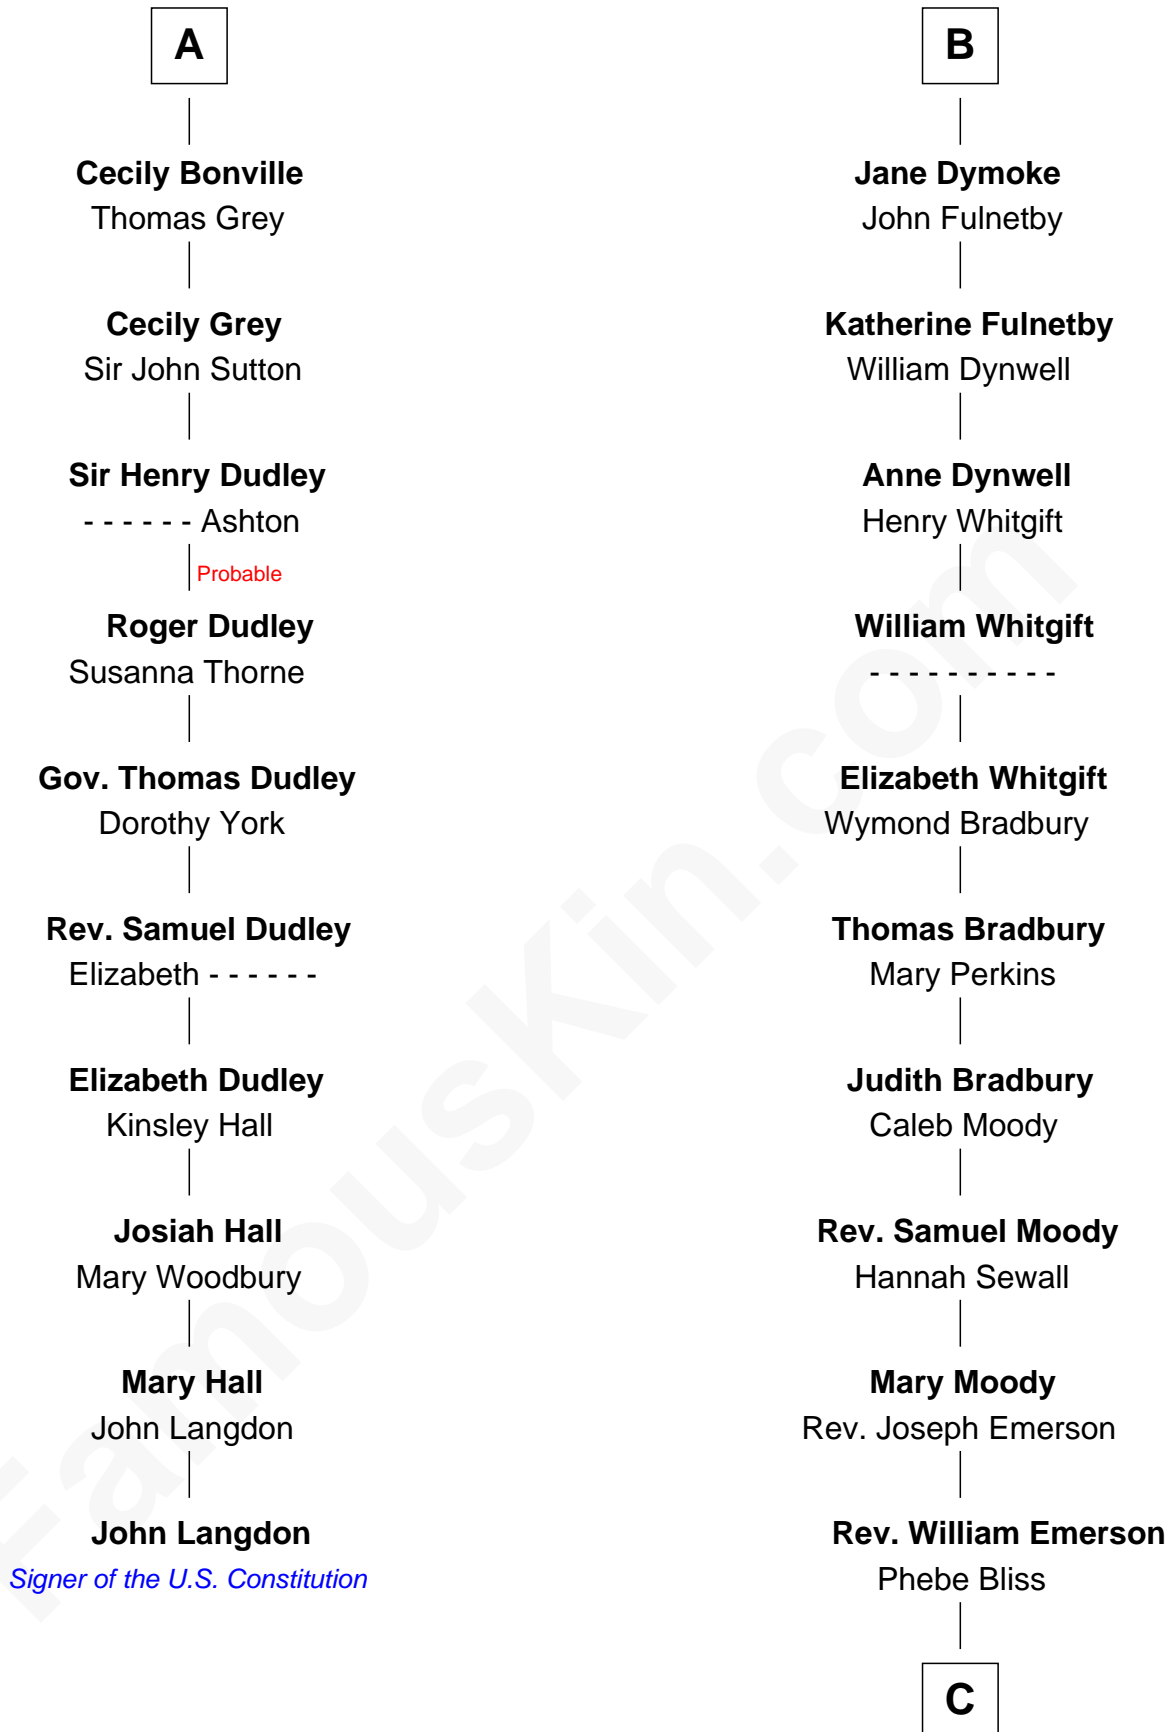 A
Cecily Bonville
Thomas Grey
Cecily Grey
Sir John Sutton
Sir Henry Dudley
- - - - - - Ashton
Probable
Roger Dudley
Susanna Thorne
Gov. Thomas Dudley
Dorothy York
Rev. Samuel Dudley
Elizabeth - - - - - -
Elizabeth Dudley
Kinsley Hall
Josiah Hall
Mary Woodbury
Mary Hall
John Langdon
John Langdon
Signer of the U.S. Constitution
B
Jane Dymoke
John Fulnetby
Katherine Fulnetby
William Dynwell
Anne Dynwell
Henry Whitgift
William Whitgift
- - - - - - - - - -
Elizabeth Whitgift
Wymond Bradbury
Thomas Bradbury
Mary Perkins
Judith Bradbury
Caleb Moody
Rev. Samuel Moody
Hannah Sewall
Mary Moody
Rev. Joseph Emerson
Rev. William Emerson
Phebe Bliss
C
FamousKin.com